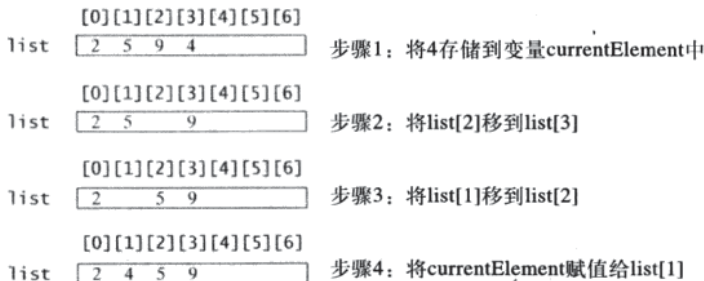 [0][1][2][3][4][5][6]
list 2 5 9 4 步骤1：将4存储到变量currentElement中
[0][1][2][3][4][5][6]
list 2 5 9 步骤2：将list[2]移到list[3]
[0][1][2][3][4][5][6]
list 2 5 9 步骤3：将list[1]移到list[2]
[0][1][2][3][4][5][6]
list 2 4 5 9 步骤4：将currentElement赋值给list[1]